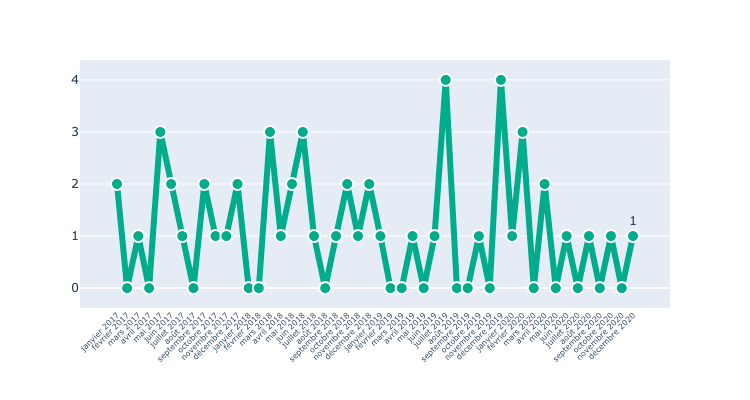 4
3
2
1
0
1
janvier 2017
février 2017
mars 2017
avril 2017
mai 2017
juin 2017
juillet 2017
août 2017
septembre 2017
octobre 2017
novembre 2017
décembre 2017
janvier 2018
février 2018
mars 2018
avril 2018
mai 2018
juin 2018
juillet 2018
août 2018
septembre 2018
octobre 2018
novembre 2018
décembre 2018
janvier 2019
février 2019
mars 2019
avril 2019
mai 2019
juin 2019
juillet 2019
août 2019
septembre 2019
octobre 2019
novembre 2019
décembre 2019
janvier 2020
février 2020
mars 2020
avril 2020
mai 2020
juin 2020
juillet 2020
août 2020
septembre 2020
octobre 2020
novembre 2020
décembre 2020